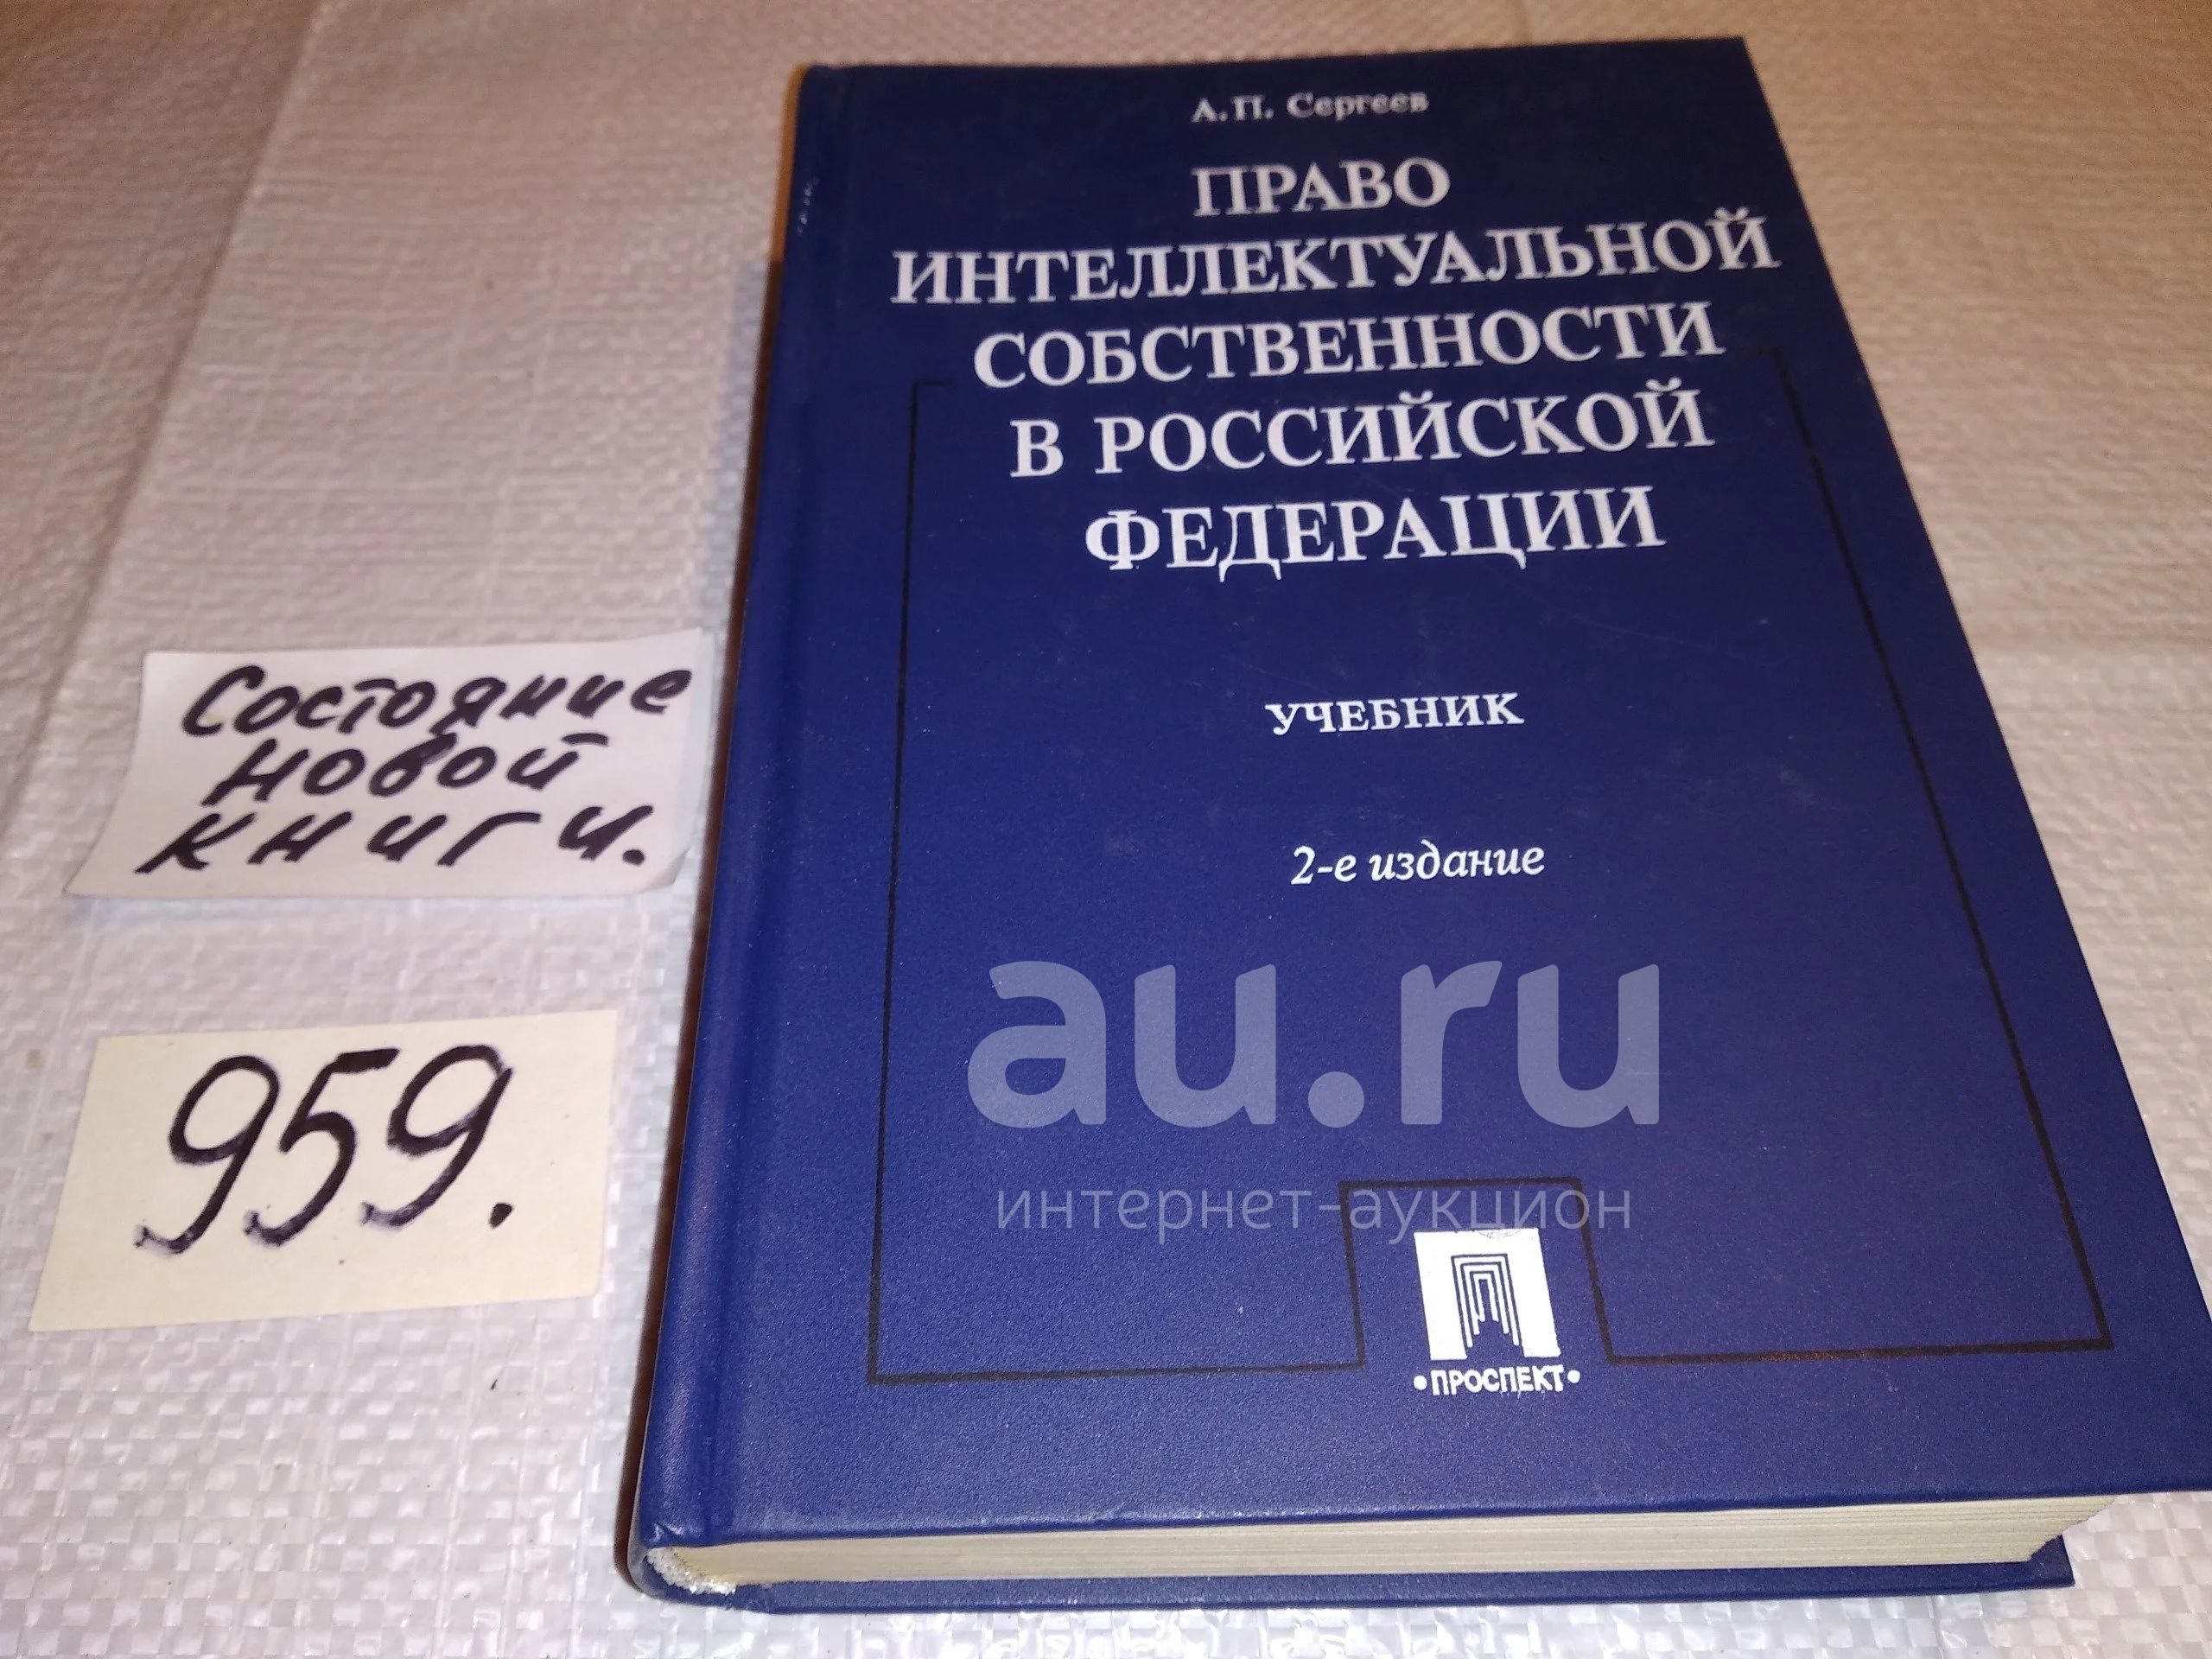 А.П. Сергеев
ПРАВО
ИНТЕЛЛЕКТУАЛЬНОЙ
СОБСТВЕННОСТИ
В РОССИЙСКОЙ
ФЕДЕРАЦИИ
УЧЕБНИК
2-е издание
au.ru
интернет-аукцион
•ПРОСПЕКТ•
Состояние
новой
книги.
959.